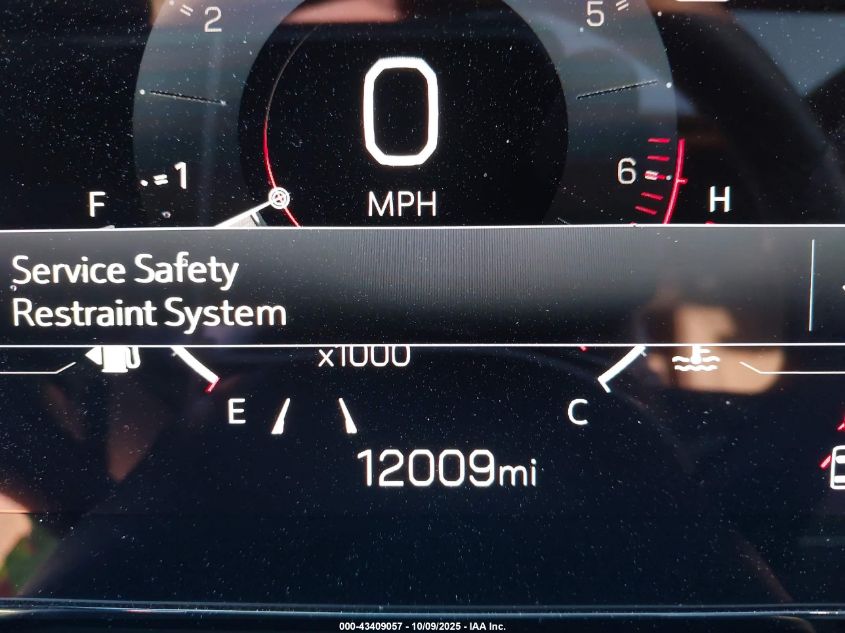 2
5
0
1
6
F
MPH
H
Service Safety
Restraint System
x1000
E
C
12009mi
000-43409057 - 10/09/2025 - IAA Inc.